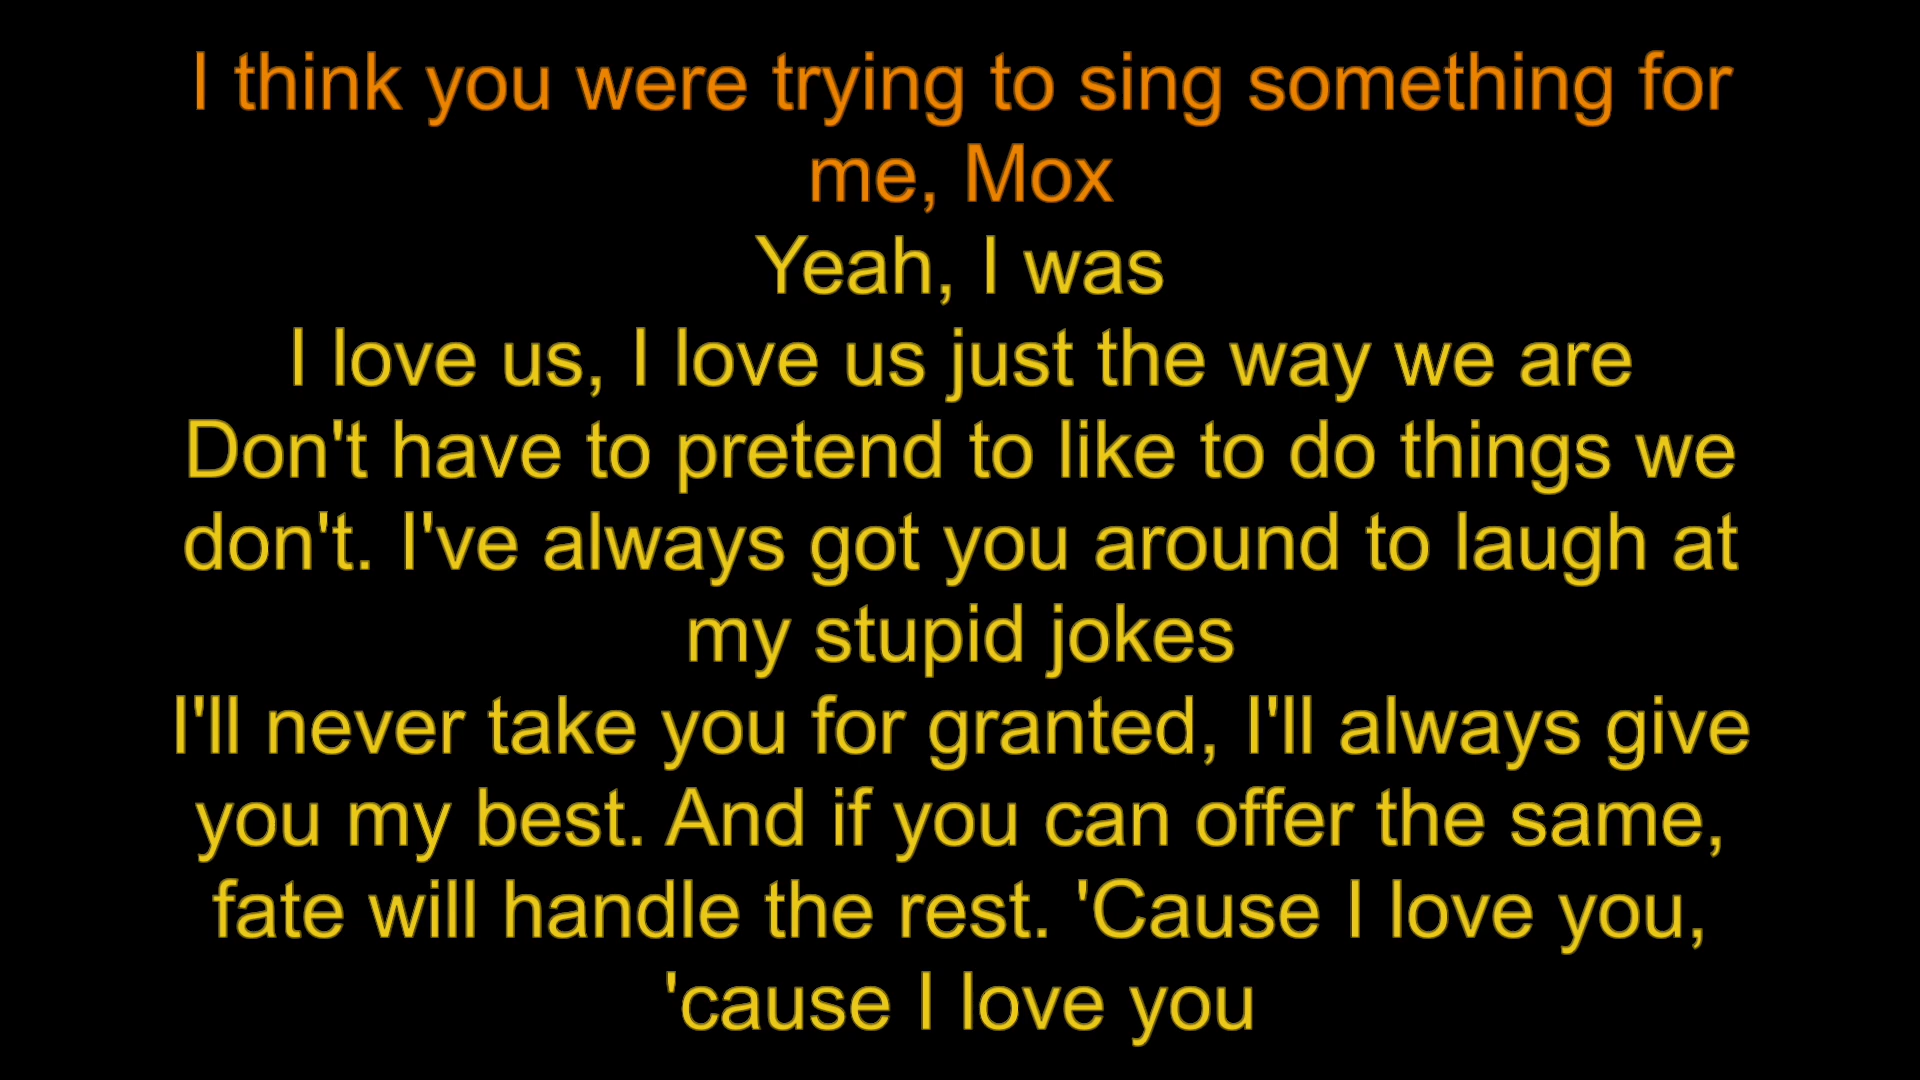 I think you were trying to sing something for
me, Mox
Yeah, I was
I love us, I love us just the way we are
Don't have to pretend to like to do things we
don't. I've always got you around to laugh at
my stupid jokes
I'll never take you for granted, I'll always give
you my best. And if you can offer the same,
fate will handle the rest. 'Cause I love you,
'cause I love you